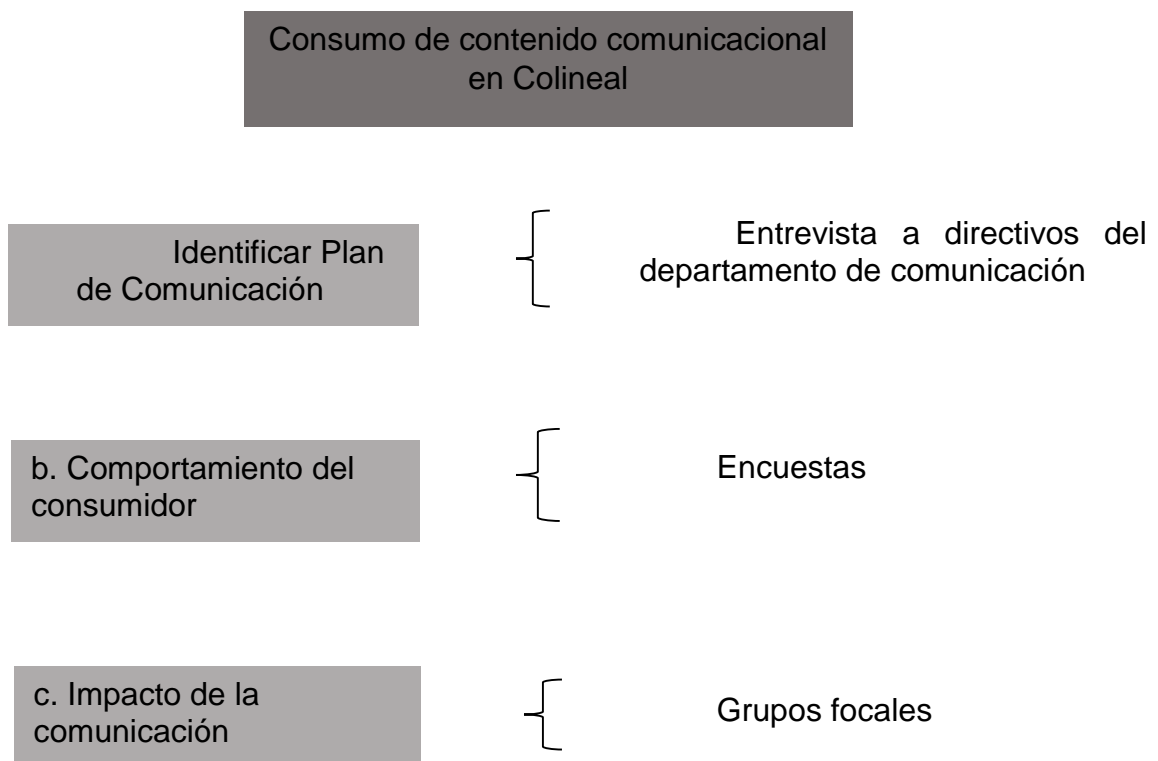 Consumo de contenido comunicacional
en Colineal
Identificar Plan
de Comunicación
Entrevista a directivos del
departamento de comunicación
b. Comportamiento del
consumidor
Encuestas
c. Impacto de la
comunicación
Grupos focales